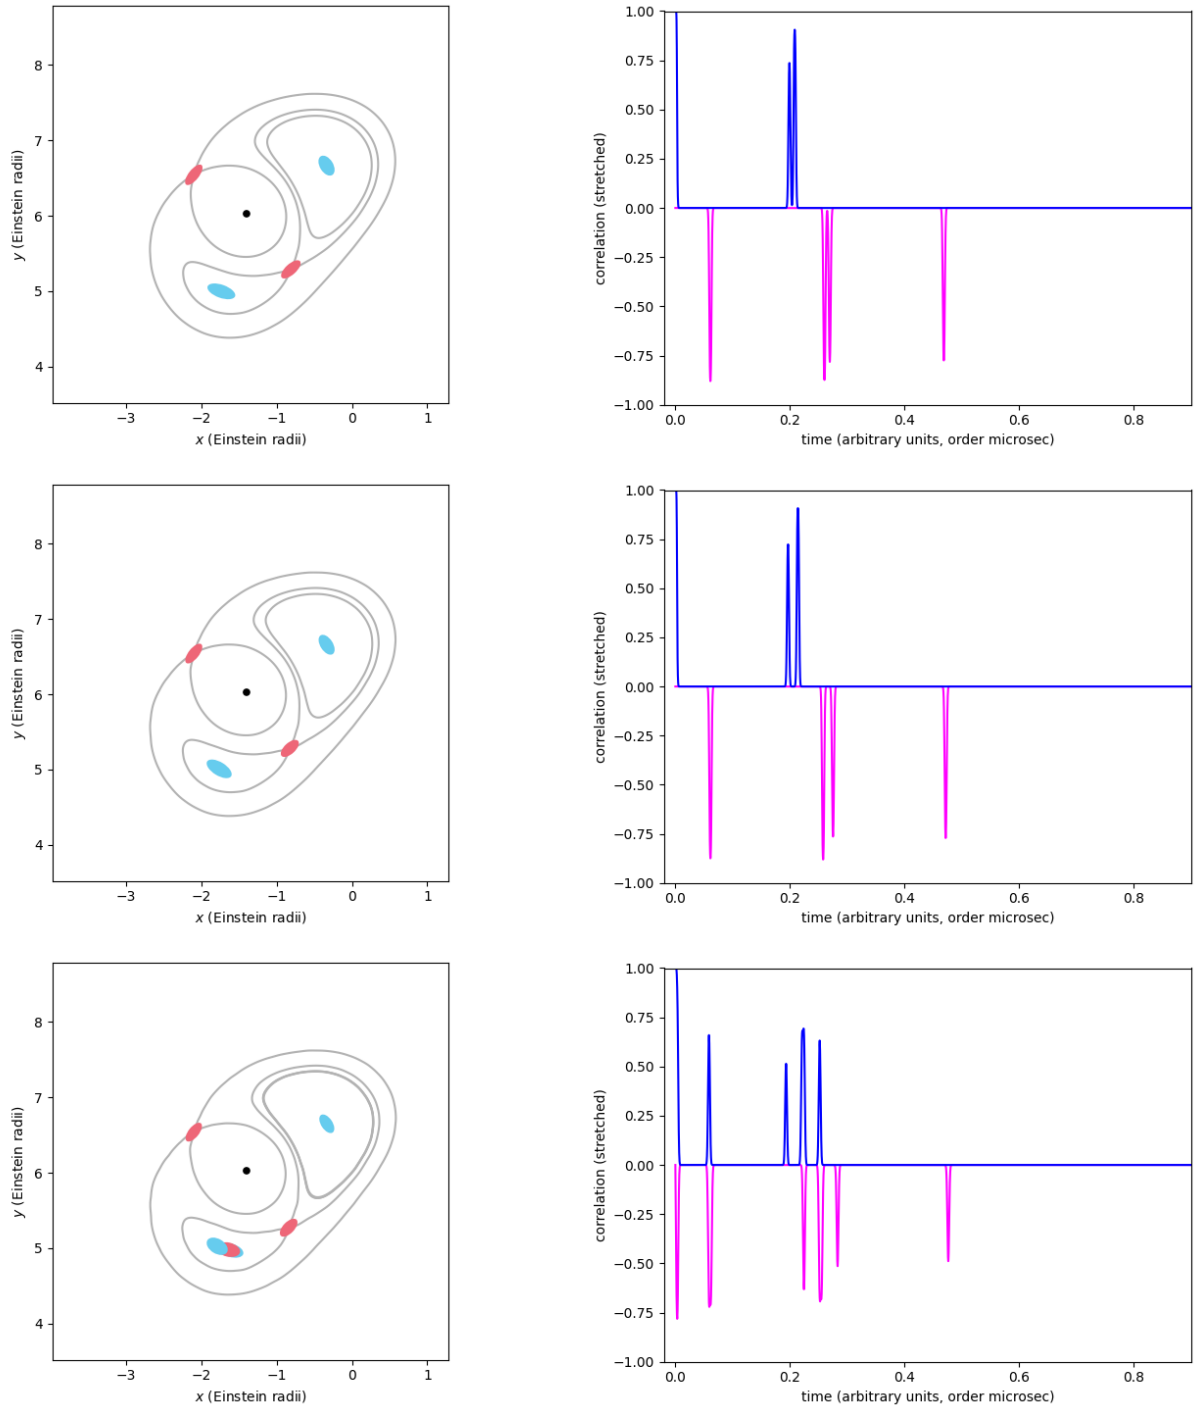 8
7
6
5
4
y (Einstein radii)
−3 −2 −1 0 1
x (Einstein radii)
1.00
0.75
0.50
0.25
0.00
−0.25
−0.50
−0.75
−1.00
correlation (stretched)
0.0 0.2 0.4 0.6 0.8
time (arbitrary units, order microsec)
8
7
6
5
4
y (Einstein radii)
−3 −2 −1 0 1
x (Einstein radii)
1.00
0.75
0.50
0.25
0.00
−0.25
−0.50
−0.75
−1.00
correlation (stretched)
0.0 0.2 0.4 0.6 0.8
time (arbitrary units, order microsec)
8
7
6
5
4
y (Einstein radii)
−3 −2 −1 0 1
x (Einstein radii)
1.00
0.75
0.50
0.25
0.00
−0.25
−0.50
−0.75
−1.00
correlation (stretched)
0.0 0.2 0.4 0.6 0.8
time (arbitrary units, order microsec)